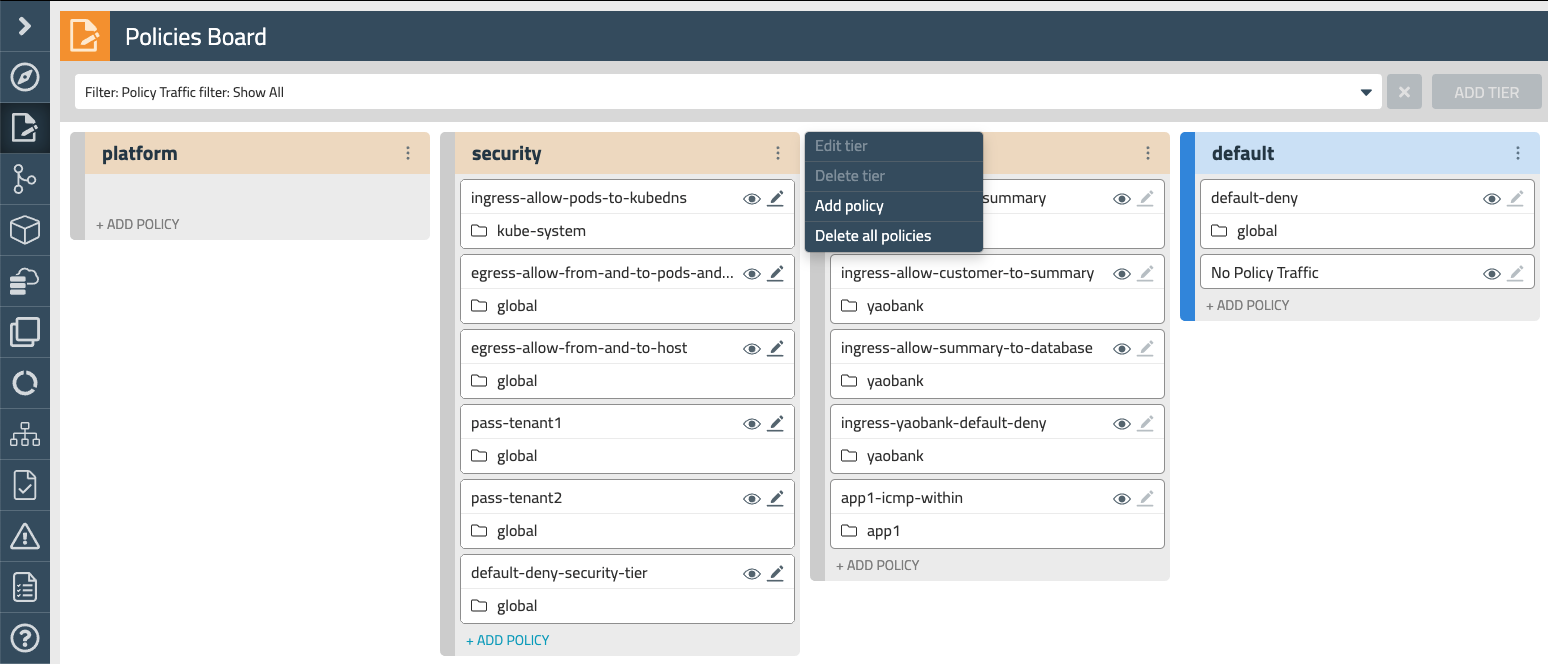 Policies Board
Filter: Policy Traffic filter: Show All
ADD TIER
platform
+ ADD POLICY
security
ingress-allow-pods-to-kubedns
kube-system
egress-allow-from-and-to-pods-and...
global
egress-allow-from-and-to-host
global
pass-tenant1
global
pass-tenant2
global
default-deny-security-tier
global
+ ADD POLICY
Edit tier
Delete tier
Add policy
Delete all policies
summary
ingress-allow-customer-to-summary
yaobank
ingress-allow-summary-to-database
yaobank
ingress-yaobank-default-deny
yaobank
app1-icmp-within
app1
+ ADD POLICY
default
default-deny
global
No Policy Traffic
+ ADD POLICY